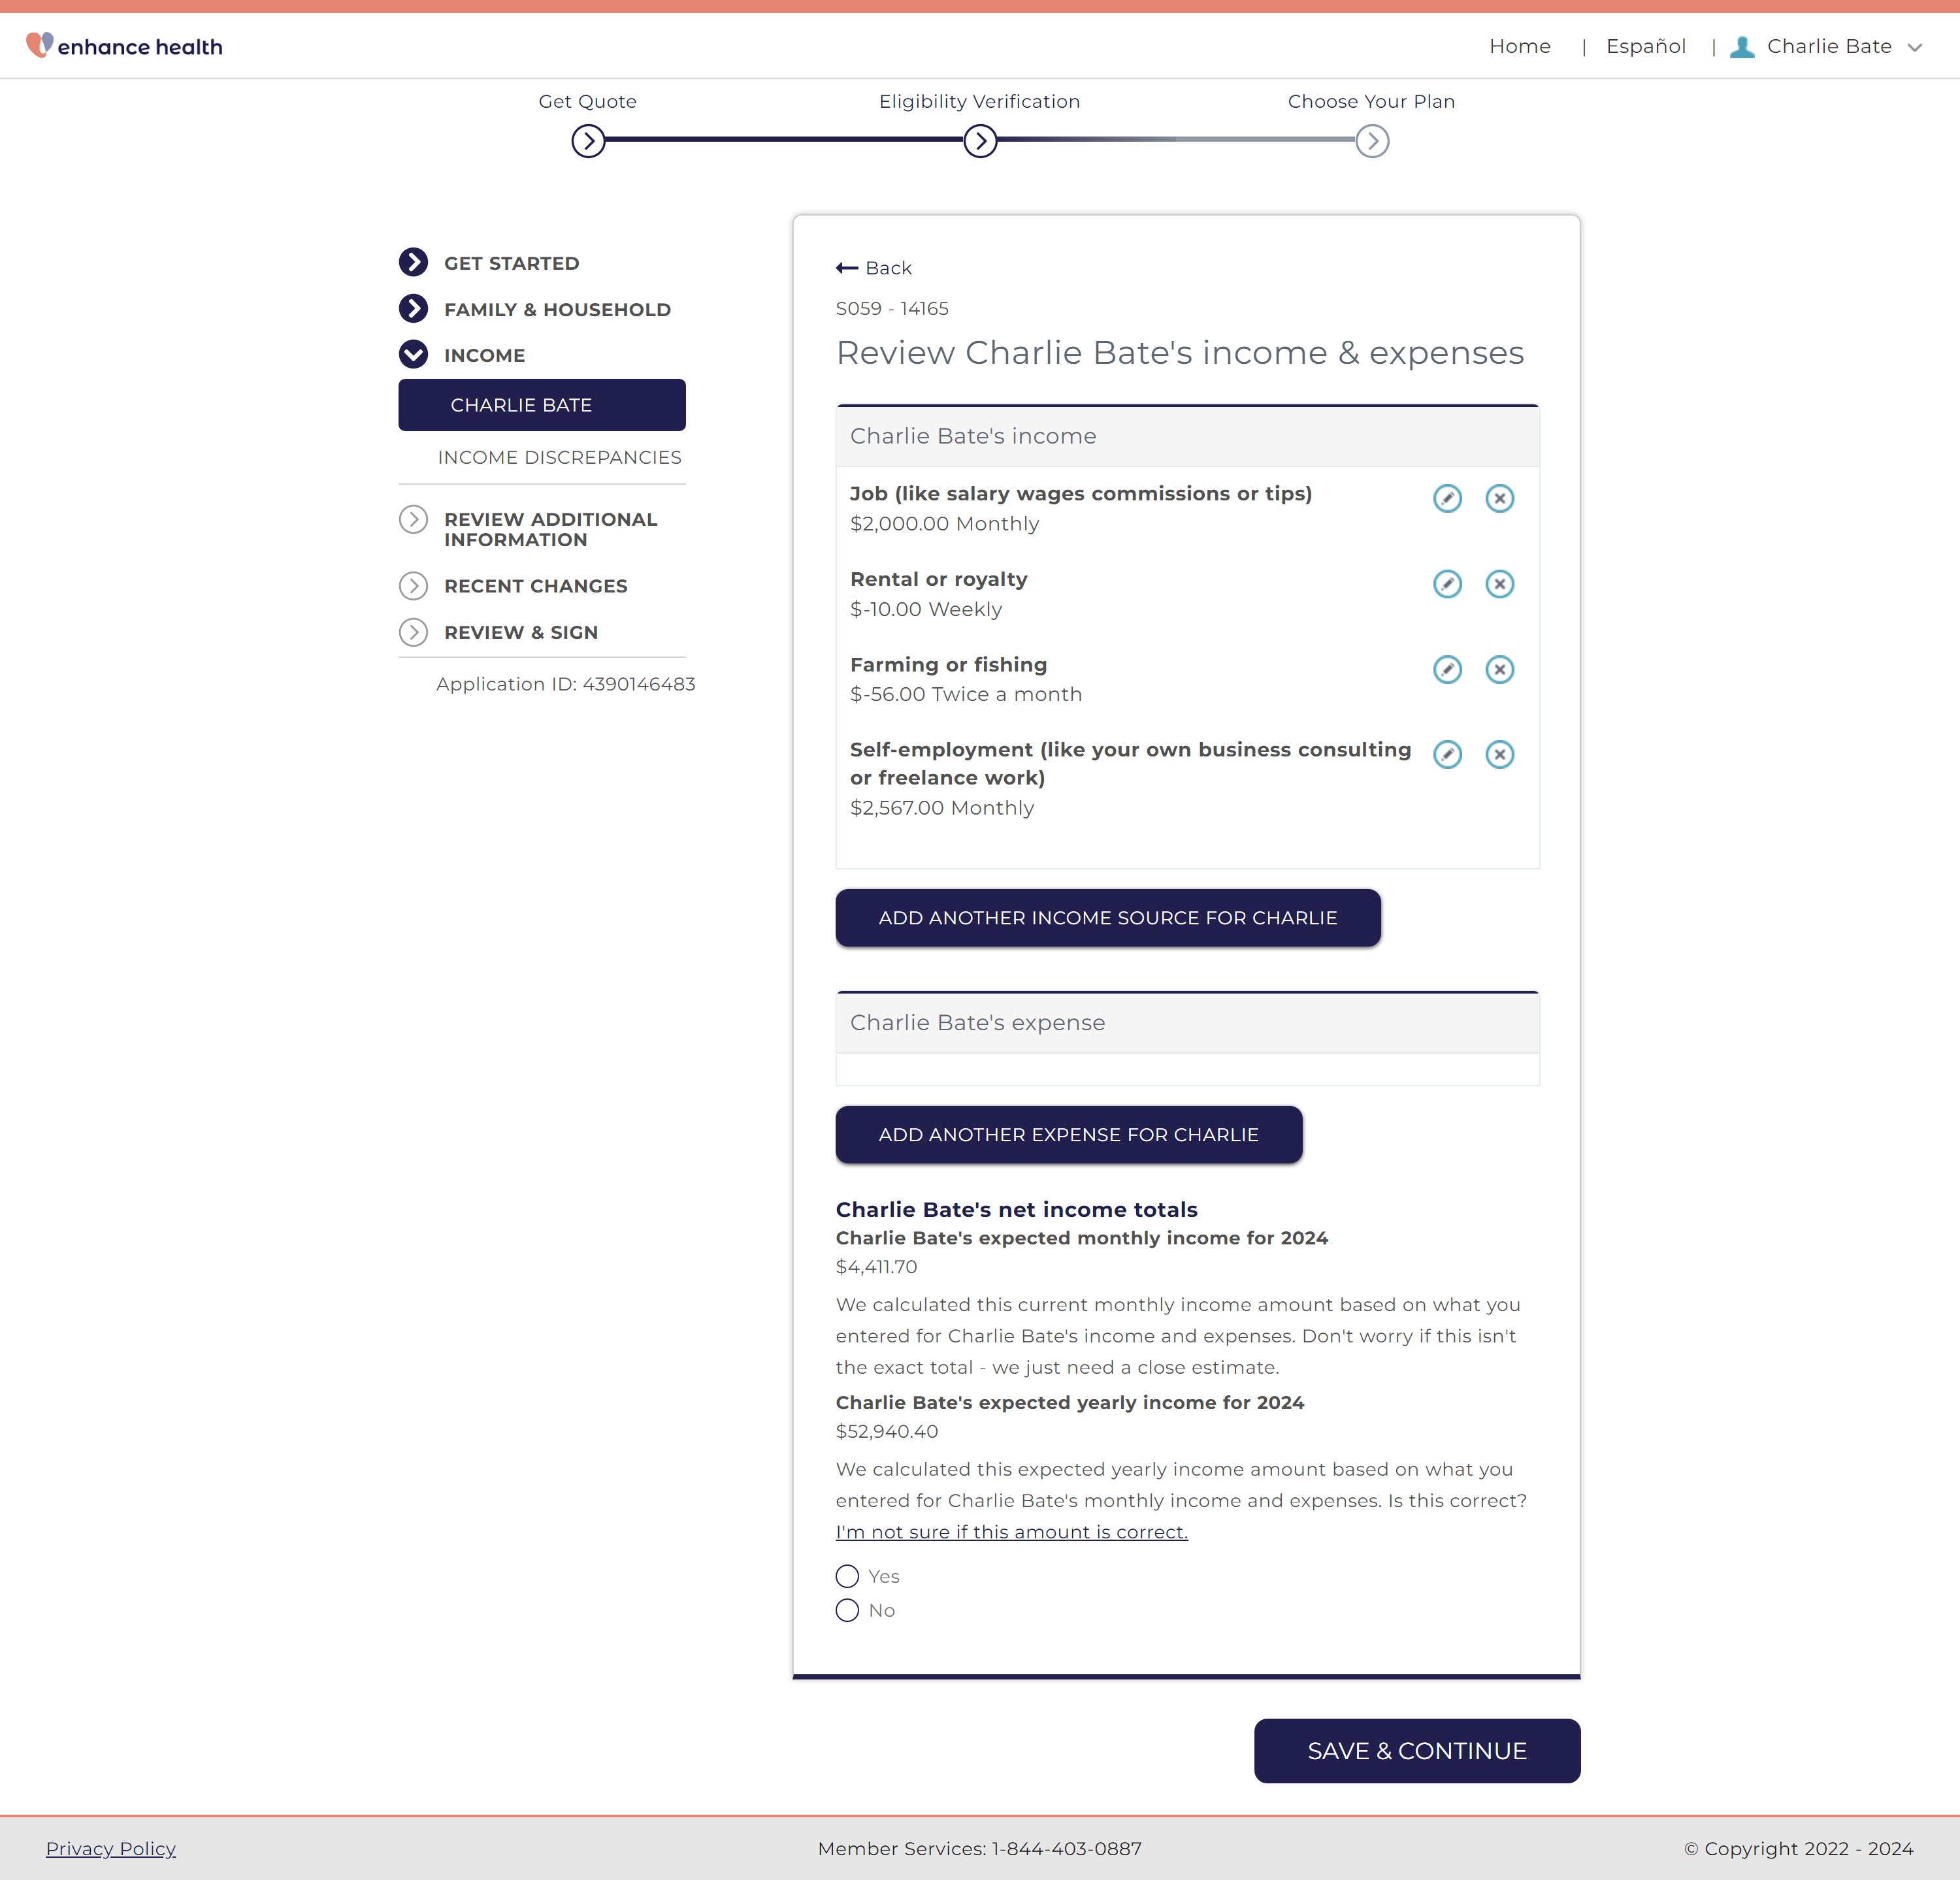 enhance health
Home | Español | Charlie Bate
Get Quote
Eligibility Verification
Choose Your Plan
GET STARTED
FAMILY & HOUSEHOLD
INCOME
CHARLIE BATE
INCOME DISCREPANCIES
REVIEW ADDITIONAL
INFORMATION
RECENT CHANGES
REVIEW & SIGN
Application ID: 4390146483
Back
S059 - 14165
Review Charlie Bate's income & expenses
Charlie Bate's income
Job (like salary wages commissions or tips)
$2,000.00 Monthly
Rental or royalty
$-10.00 Weekly
Farming or fishing
$-56.00 Twice a month
Self-employment (like your own business consulting
or freelance work)
$2,567.00 Monthly
ADD ANOTHER INCOME SOURCE FOR CHARLIE
Charlie Bate's expense
ADD ANOTHER EXPENSE FOR CHARLIE
Charlie Bate's net income totals
Charlie Bate's expected monthly income for 2024
$4,411.70
We calculated this current monthly income amount based on what you
entered for Charlie Bate's income and expenses. Don't worry if this isn't
the exact total - we just need a close estimate.
Charlie Bate's expected yearly income for 2024
$52,940.40
We calculated this expected yearly income amount based on what you
entered for Charlie Bate's monthly income and expenses. Is this correct?
I'm not sure if this amount is correct.
Yes
No
SAVE & CONTINUE
Privacy Policy
Member Services: 1-844-403-0887
© Copyright 2022 - 2024